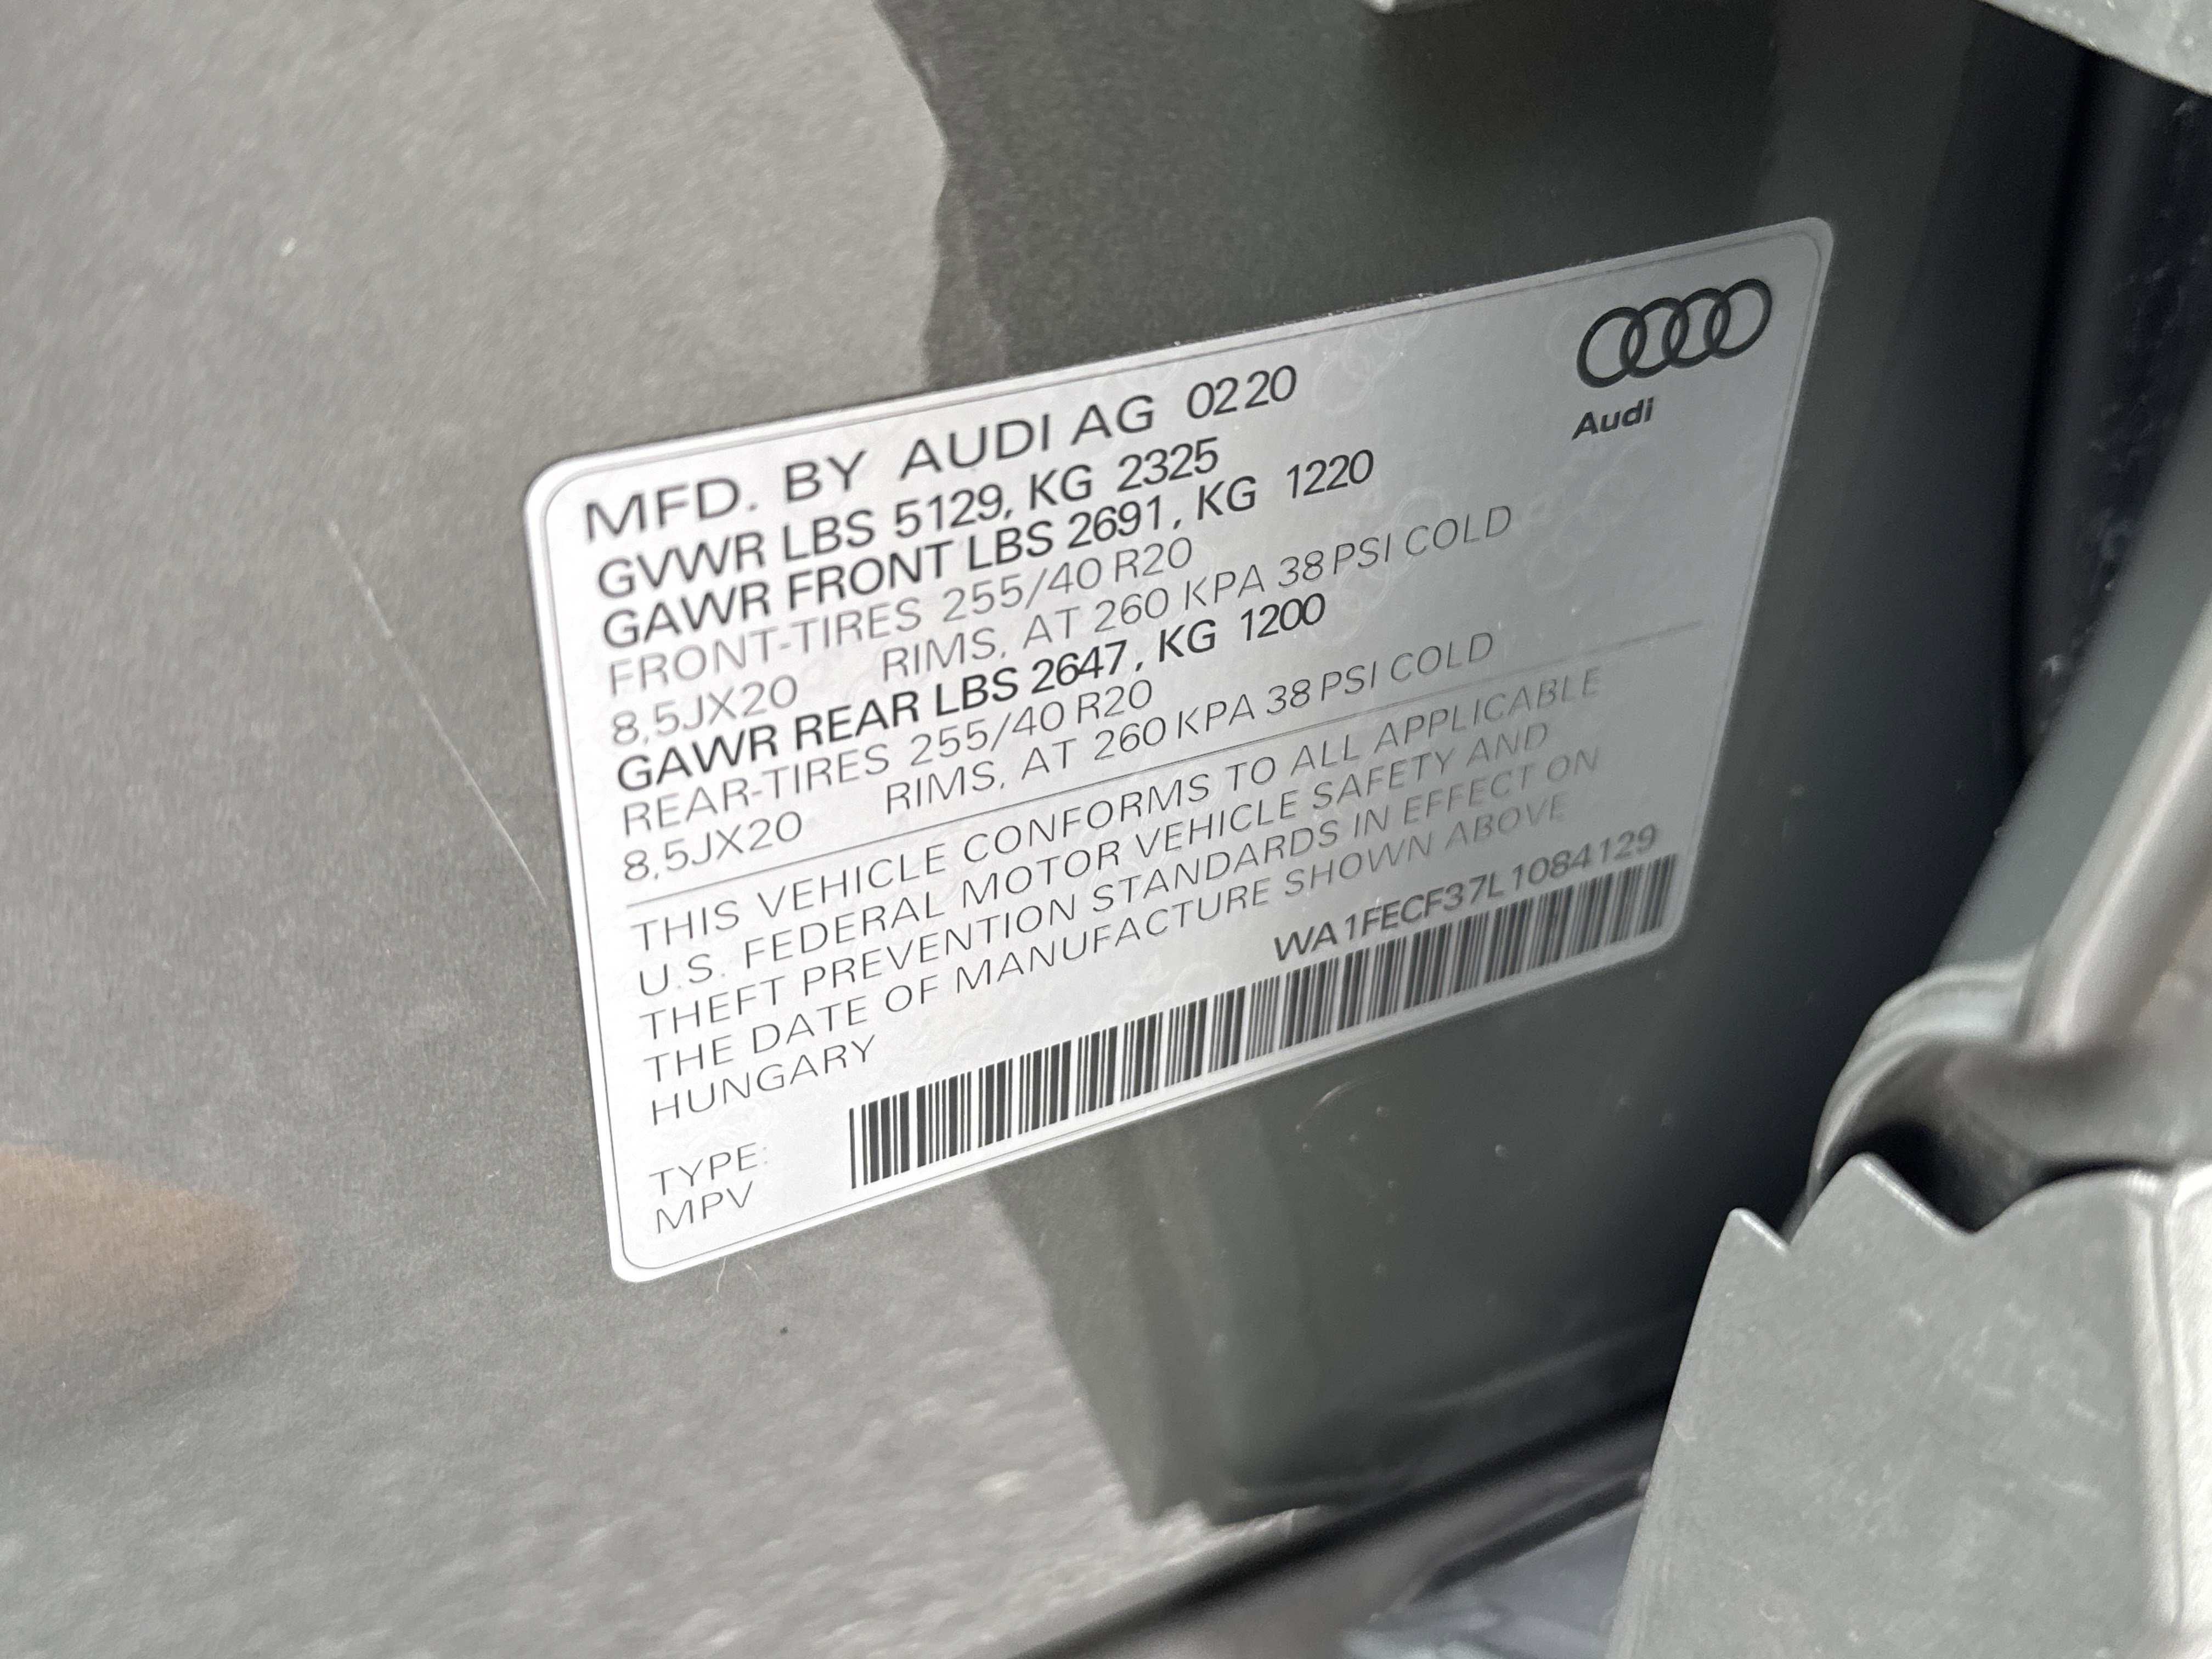 Audi
MFD. BY AUDI AG 0220
GVWR LBS 5129, KG 2325
GAWR FRONT LBS 2691, KG 1220
FRONT-TIRES 255/40 R20
8,5JX20 RIMS, AT 260 KPA 38 PSI COLD
GAWR REAR LBS 2647, KG 1200
REAR-TIRES 255/40 R20
8,5JX20 RIMS, AT 260 KPA 38 PSI COLD
THIS VEHICLE CONFORMS TO ALL APPLICABLE
U.S. FEDERAL MOTOR VEHICLE SAFETY AND
THEFT PREVENTION STANDARDS IN EFFECT ON
THE DATE OF MANUFACTURE SHOWN ABOVE
HUNGARY
WA1FECF37L1084129
TYPE:
MPV